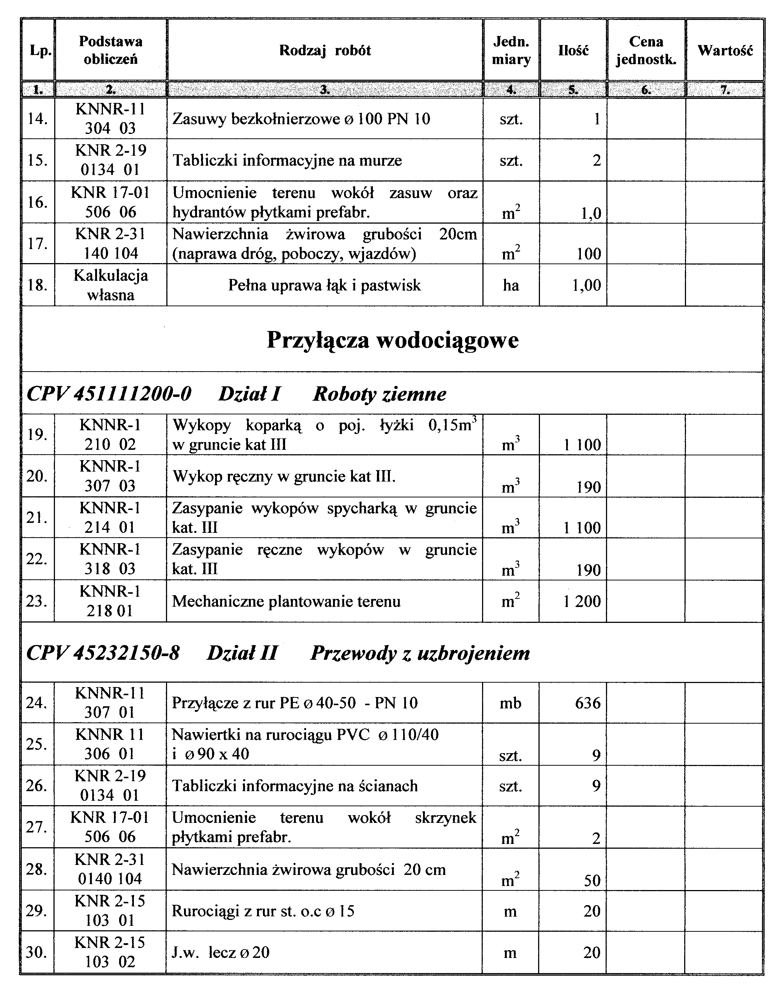 Lp. Podstawa obliczeń Rodzaj robót Jedn. miary Ilość Cena jednostk. Wartość
1. 2. 3. 4. 5. 6. 7.
14. KNNR-11 304 03 Zasuwy bezkołnierzowe ø 100 PN 10 szt. 1
15. KNR 2-19 0134 01 Tabliczki informacyjne na murze szt. 2
16. KNR 17-01 506 06 Umocnienie terenu wokół zasuw oraz hydrantów płytkami prefabr. m² 1,0
17. KNR 2-31 140 104 Nawierzchnia żwirowa grubości 20cm (naprawa dróg, poboczy, wjazdów) m² 100
18. Kalkulacja własna Pełna uprawa łąk i pastwisk ha 1,00
Przyłącza wodociągowe
CPV 451111200-0 Dział I Roboty ziemne
19. KNNR-1 210 02 Wykopy koparką o poj. łyżki 0,15m³ w gruncie kat III m³ 1 100
20. KNNR-1 307 03 Wykop ręczny w gruncie kat III. m³ 190
21. KNNR-1 214 01 Zasypanie wykopów spycharką w gruncie kat. III m³ 1 100
22. KNNR-1 318 03 Zasypanie ręczne wykopów w gruncie kat. III m³ 190
23. KNNR-1 218 01 Mechaniczne plantowanie terenu m² 1 200
CPV 45232150-8 Dział II Przewody z uzbrojeniem
24. KNNR-11 307 01 Przyłącze z rur PE ø 40-50 - PN 10 mb 636
25. KNNR 11 306 01 Nawiertki na rurociągu PVC ø 110/40 i ø 90 x 40 szt. 9
26. KNR 2-19 0134 01 Tabliczki informacyjne na ścianach szt. 9
27. KNR 17-01 506 06 Umocnienie terenu wokół skrzynek płytkami prefabr. m² 2
28. KNR 2-31 0140 104 Nawierzchnia żwirowa grubości 20 cm m² 50
29. KNR 2-15 103 01 Rurociągi z rur st. o.c ø 15 m 20
30. KNR 2-15 103 02 J.w. lecz ø 20 m 20